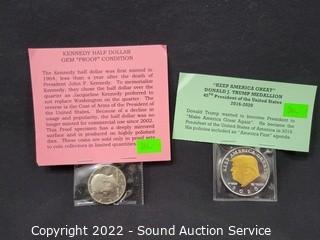 KENNEDY HALF DOLLAR
GEM "PROOF" CONDITION
The Kennedy half dollar was first minted in
1964, less than a year after the death of
President John F. Kennedy. To memorialize
Kennedy, they chose the half dollar over the
quarter as Jacqueline Kennedy preferred to
not replace Washington on the quarter. The
reverse is the Coat of Arms of the President of
the United States. Because of a decline in
usage and popularity, the half dollar was no
longer minted for commercial use since 2002.
This Proof specimen has a deeply mirrored
surface and is produced on highly polished
dies. These coins are sold only in proof sets
to coin collectors in limited quantities.
"KEEP AMERICA GREAT"
DONALD J. TRUMP MEDALLION
45TH President of the United States
2016-2020
Donald Trump wanted to become President to
"Make America Great Again". He became the
President of the United States of America in 2016
His policies included an "America First" agenda.
Copyright 2022 - Sound Auction Service